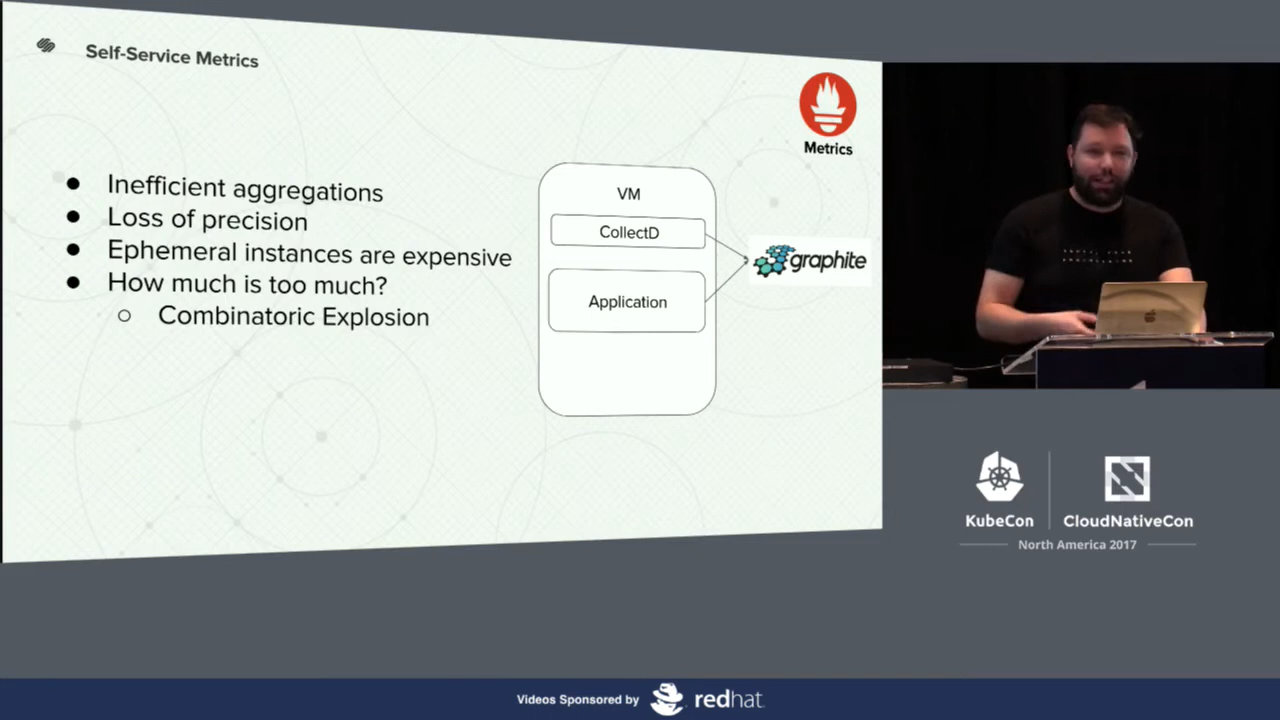 Self-Service Metrics
Metrics
Inefficient aggregations
Loss of precision
Ephemeral instances are expensive
How much is too much?
Combinatoric Explosion
VM
CollectD
Application
graphite
KubeCon
CloudNativeCon
North America 2017
Videos Sponsored by
redhat